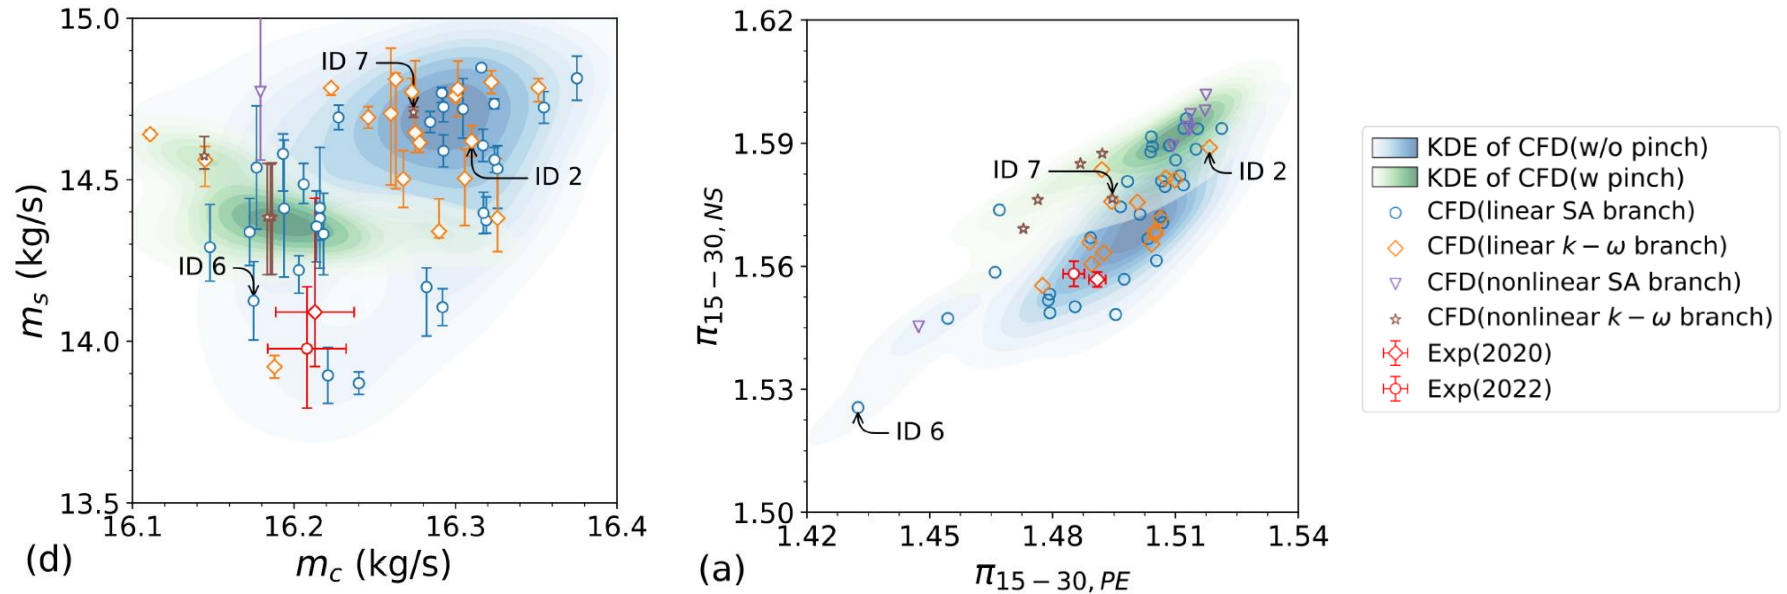 15.0
14.5
14.0
13.5
m_s (kg/s)
ID 7
ID 2
ID 6
16.1 16.2 16.3 16.4
(d) m_c (kg/s)
1.62
1.59
1.56
1.53
1.50
π_{15−30, NS}
ID 7
ID 2
ID 6
1.42 1.45 1.48 1.51 1.54
(a) π_{15−30, PE}
KDE of CFD(w/o pinch)
KDE of CFD(w pinch)
CFD(linear SA branch)
CFD(linear k − ω branch)
CFD(nonlinear SA branch)
CFD(nonlinear k − ω branch)
Exp(2020)
Exp(2022)